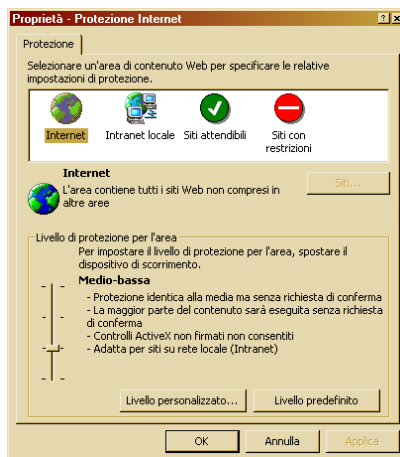 Proprietà - Protezione Internet
Protezione
Selezionare un'area di contenuto Web per specificare le relative
impostazioni di protezione.
Internet Intranet locale Siti attendibili Siti con
restrizioni
Internet
L'area contiene tutti i siti Web non compresi in
altre aree
Siti...
Livello di protezione per l'area
Per impostare il livello di protezione per l'area, spostare il
dispositivo di scorrimento.
Medio-bassa
- Protezione identica alla media ma senza richiesta di conferma
- La maggior parte del contenuto sarà eseguita senza richiesta
di conferma
- Controlli ActiveX non firmati non consentiti
- Adatta per siti su rete locale (Intranet)
Livello personalizzato... Livello predefinito
OK Annulla Applica